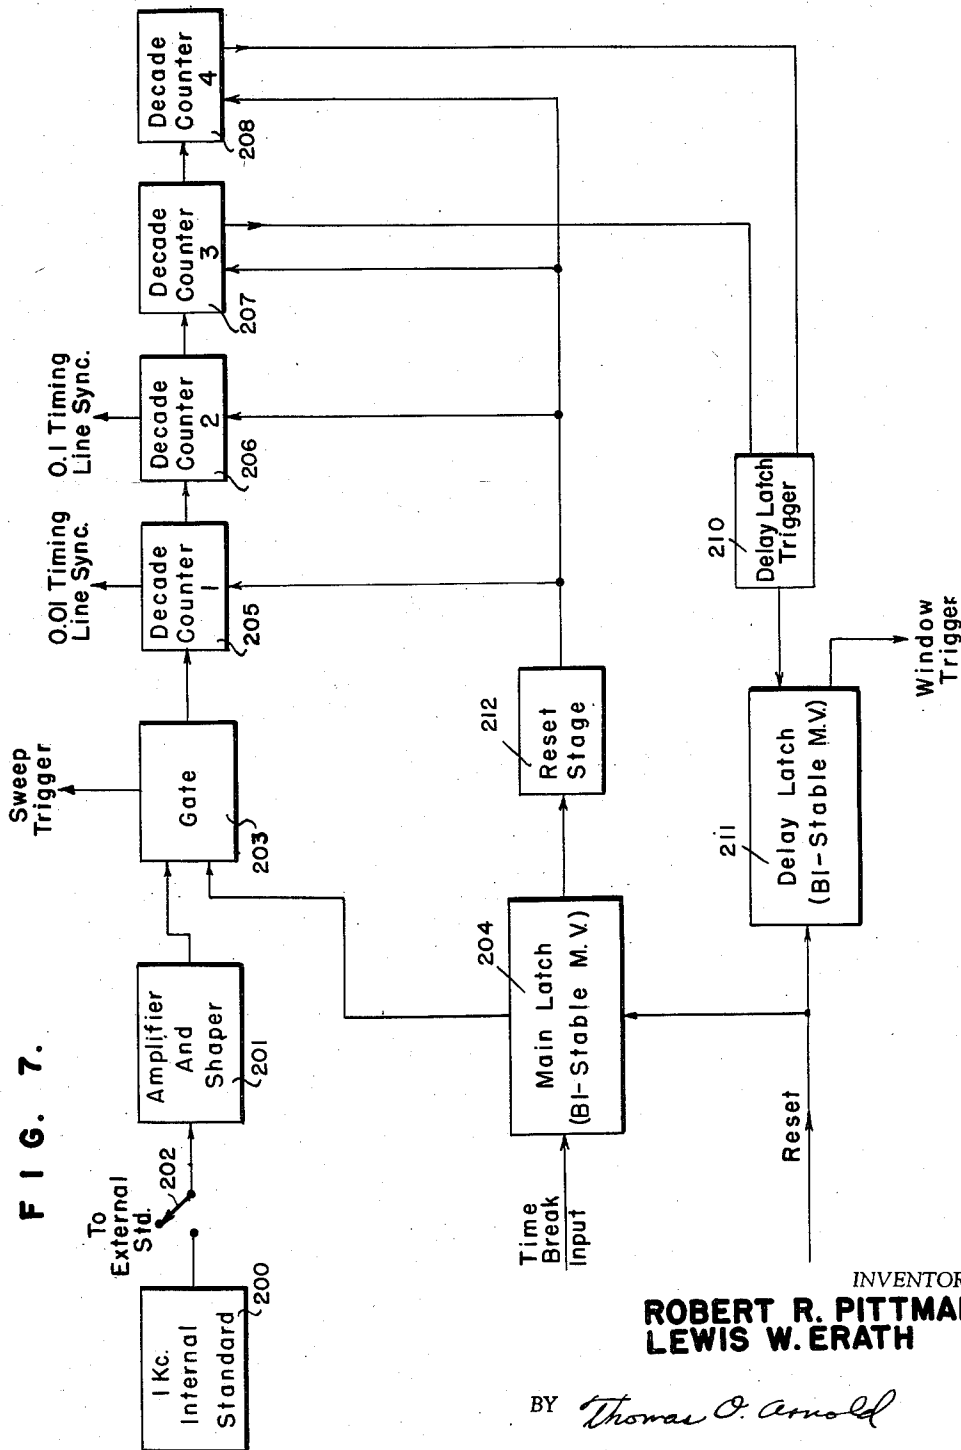 FIG. 7.
1 Kc.
Internal
Standard
200
To
External
Std.
202
Amplifier
And
Shaper
201
Sweep
Trigger
Gate
203
0.01 Timing
Line Sync.
Decade
Counter
1
205
0.1 Timing
Line Sync.
Decade
Counter
2
206
Decade
Counter
3
207
Decade
Counter
4
208
Time
Break
Input
204
Main Latch
(BI-Stable M.V.)
212
Reset
Stage
Reset
211
Delay Latch
(BI-Stable M.V.)
210
Delay Latch
Trigger
Window
Trigger
INVENTOR
ROBERT R. PITTMA
LEWIS W. ERATH
BY Thomas O. Arnold